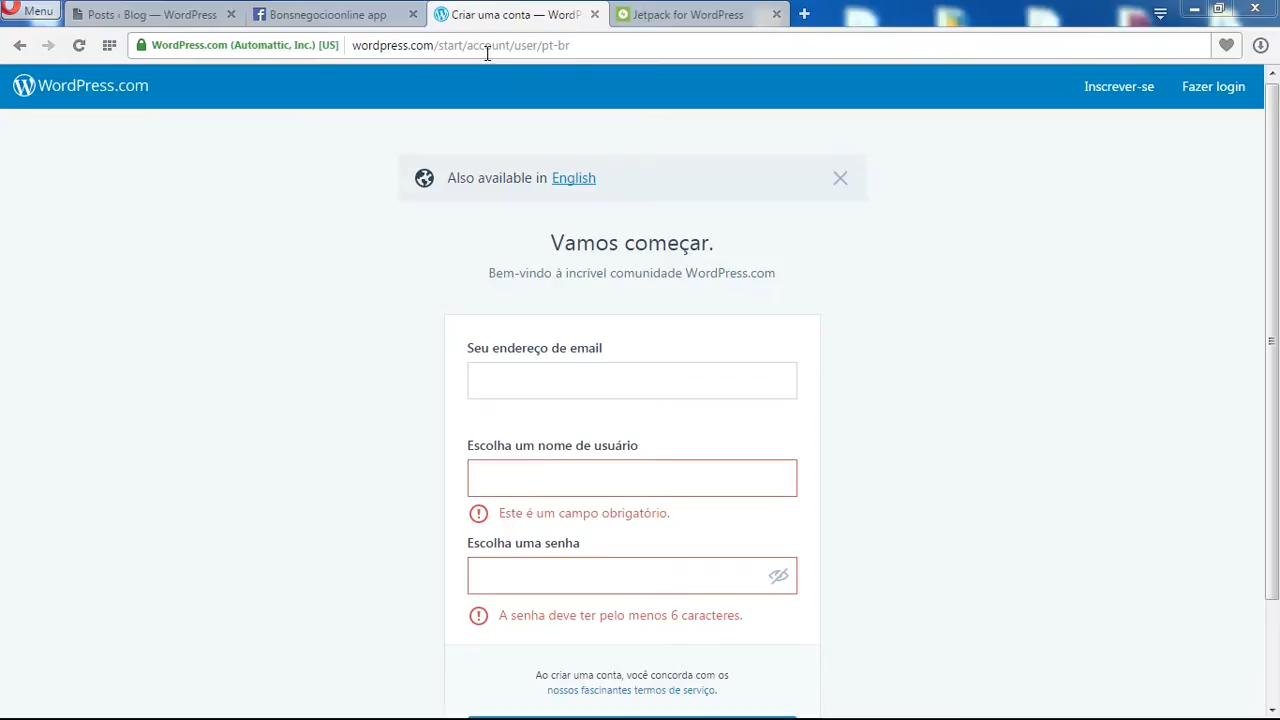 Menu
Posts ‹ Blog — WordPress
Bonsnegocioonline app
Criar uma conta — WordP
Jetpack for WordPress
WordPress.com (Automattic, Inc.) [US]
wordpress.com/start/account/user/pt-br
WordPress.com
Inscrever-se
Fazer login
Also available in English
Vamos começar.
Bem-vindo à incrível comunidade WordPress.com
Seu endereço de email
Escolha um nome de usuário
Este é um campo obrigatório.
Escolha uma senha
A senha deve ter pelo menos 6 caracteres.
Ao criar uma conta, você concorda com os
nossos fascinantes termos de serviço.